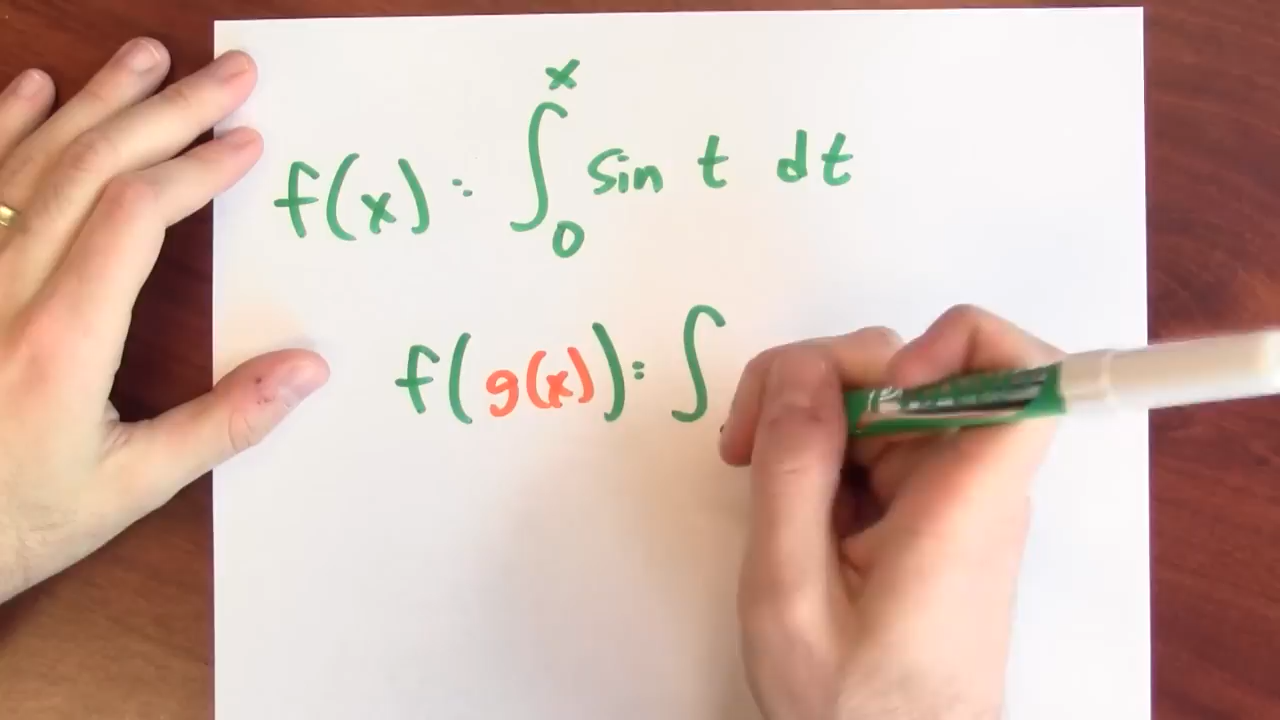 f(x) = ∫₀ˣ sin t dt
f(g(x)) = ∫